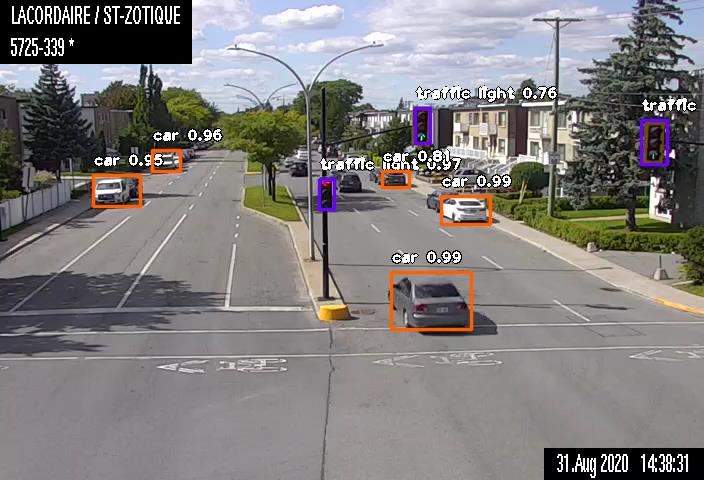 LACORDAIRE / ST-ZOTIQUE
5725-339 *
traffic light 0.76
traffic
car 0.96
car 0.95
car 0.81
traffic light 0.97
car 0.99
car 0.99
31.Aug 2020 14:38:31